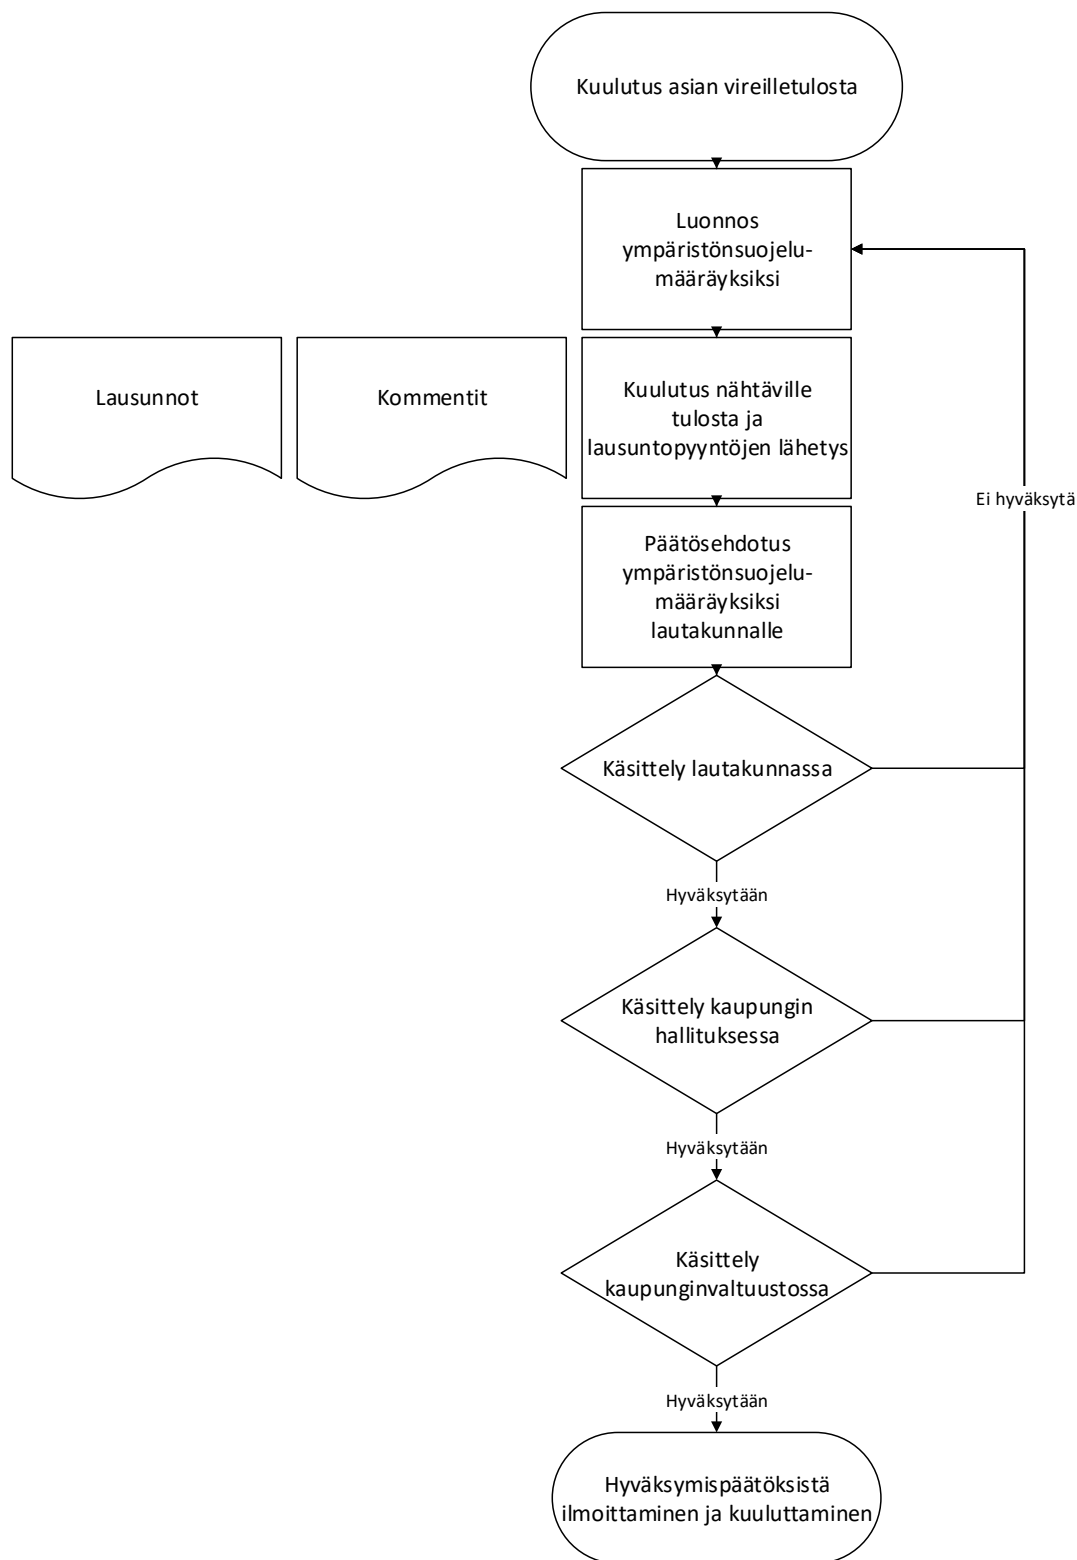 Kuulutus asian vireilletulosta
Luonnos
ympäristönsuojelu-
määräyksiksi
Lausunnot
Kommentit
Kuulutus nähtäville
tulosta ja
lausuntopyyntöjen lähetys
Ei hyväksytä
Päätösehdotus
ympäristönsuojelu-
määräyksiksi
lautakunnalle
Käsittely lautakunnassa
Hyväksytään
Käsittely kaupungin
hallituksessa
Hyväksytään
Käsittely
kaupunginvaltuustossa
Hyväksytään
Hyväksymispäätöksistä
ilmoittaminen ja kuuluttaminen